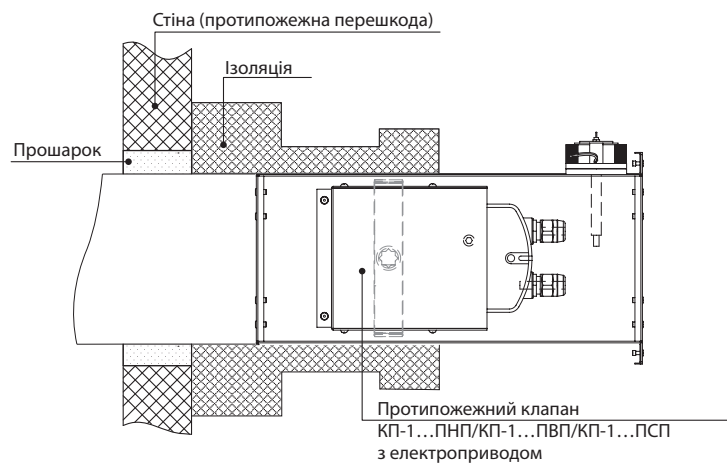 Стіна (протипожежна перешкода)
Ізоляція
Прошарок
Протипожежний клапан
КП-1...ПНП/КП-1...ПВП/КП-1...ПСП
з електроприводом